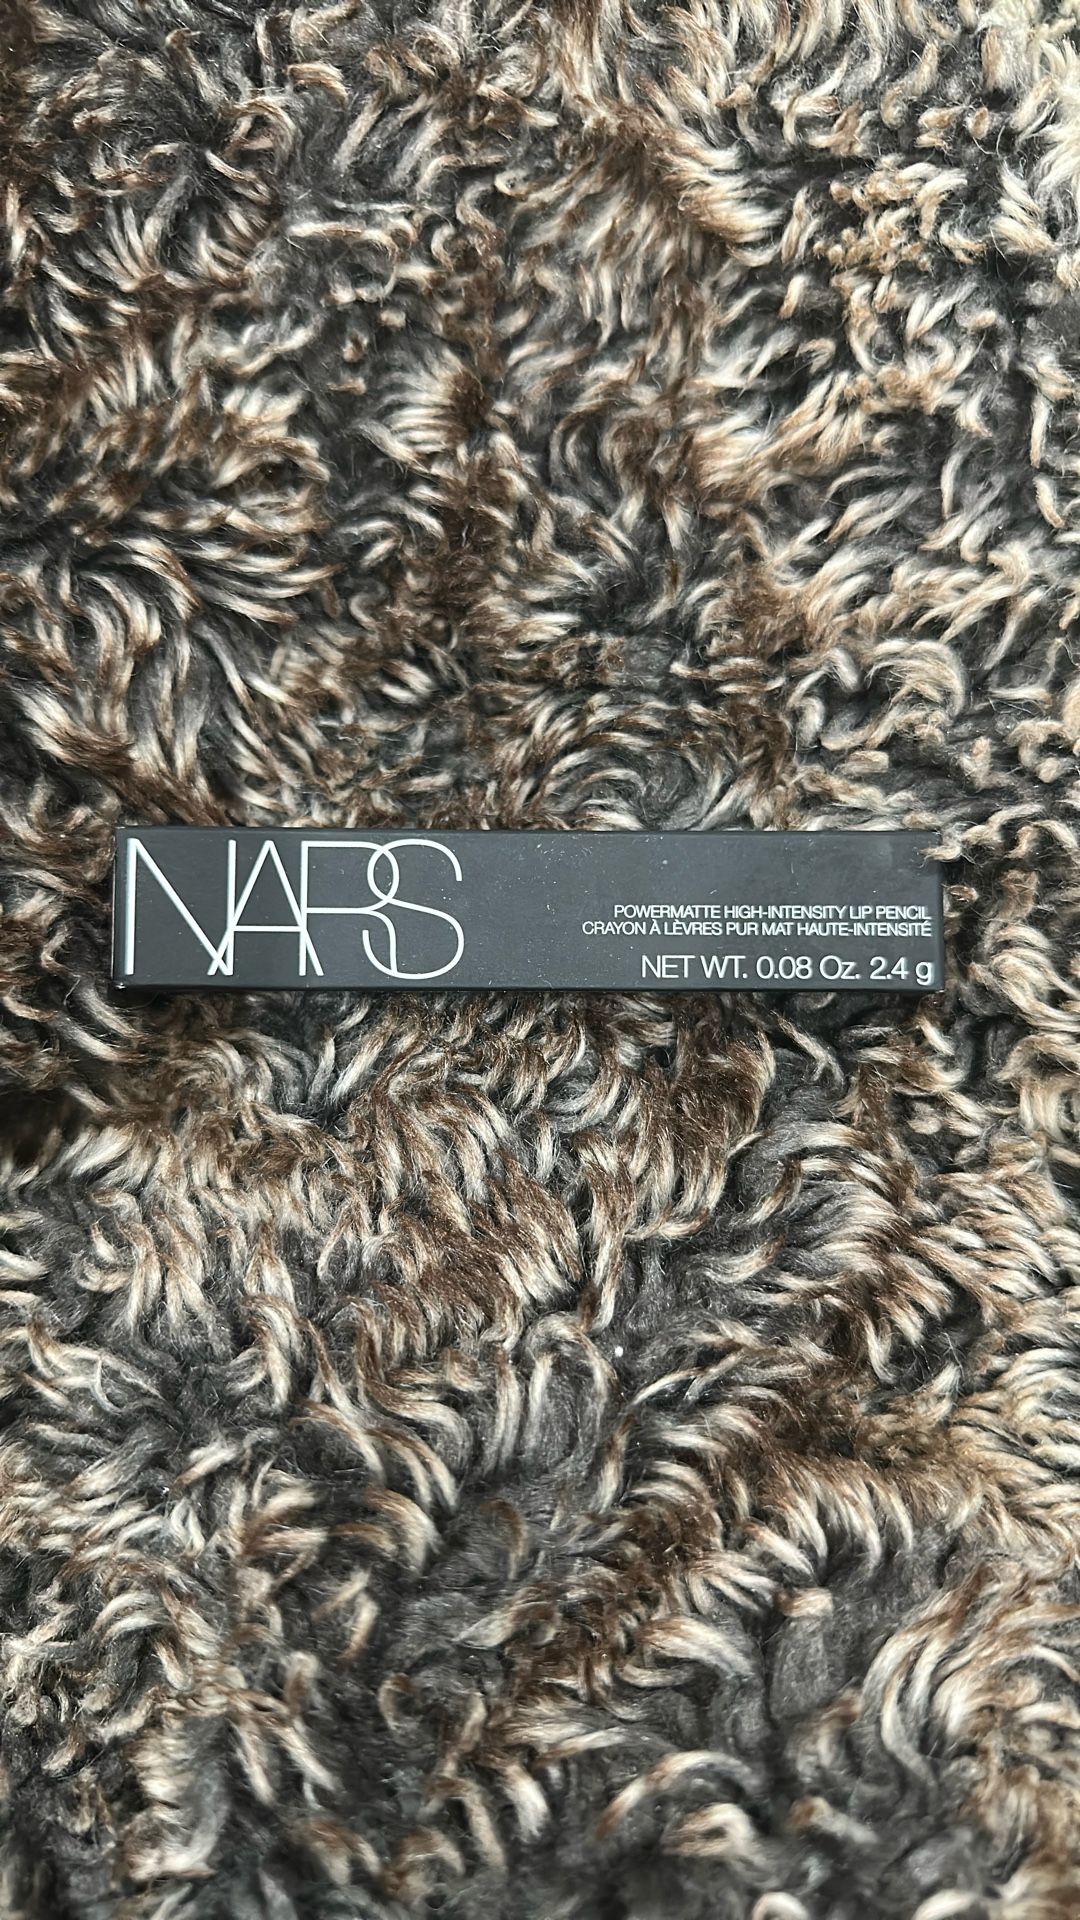 NARS
POWERMATTE HIGH-INTENSITY LIP PENCIL
CRAYON À LÈVRES PUR MAT HAUTE-INTENSITÉ
NET WT. 0.08 Oz. 2.4 g